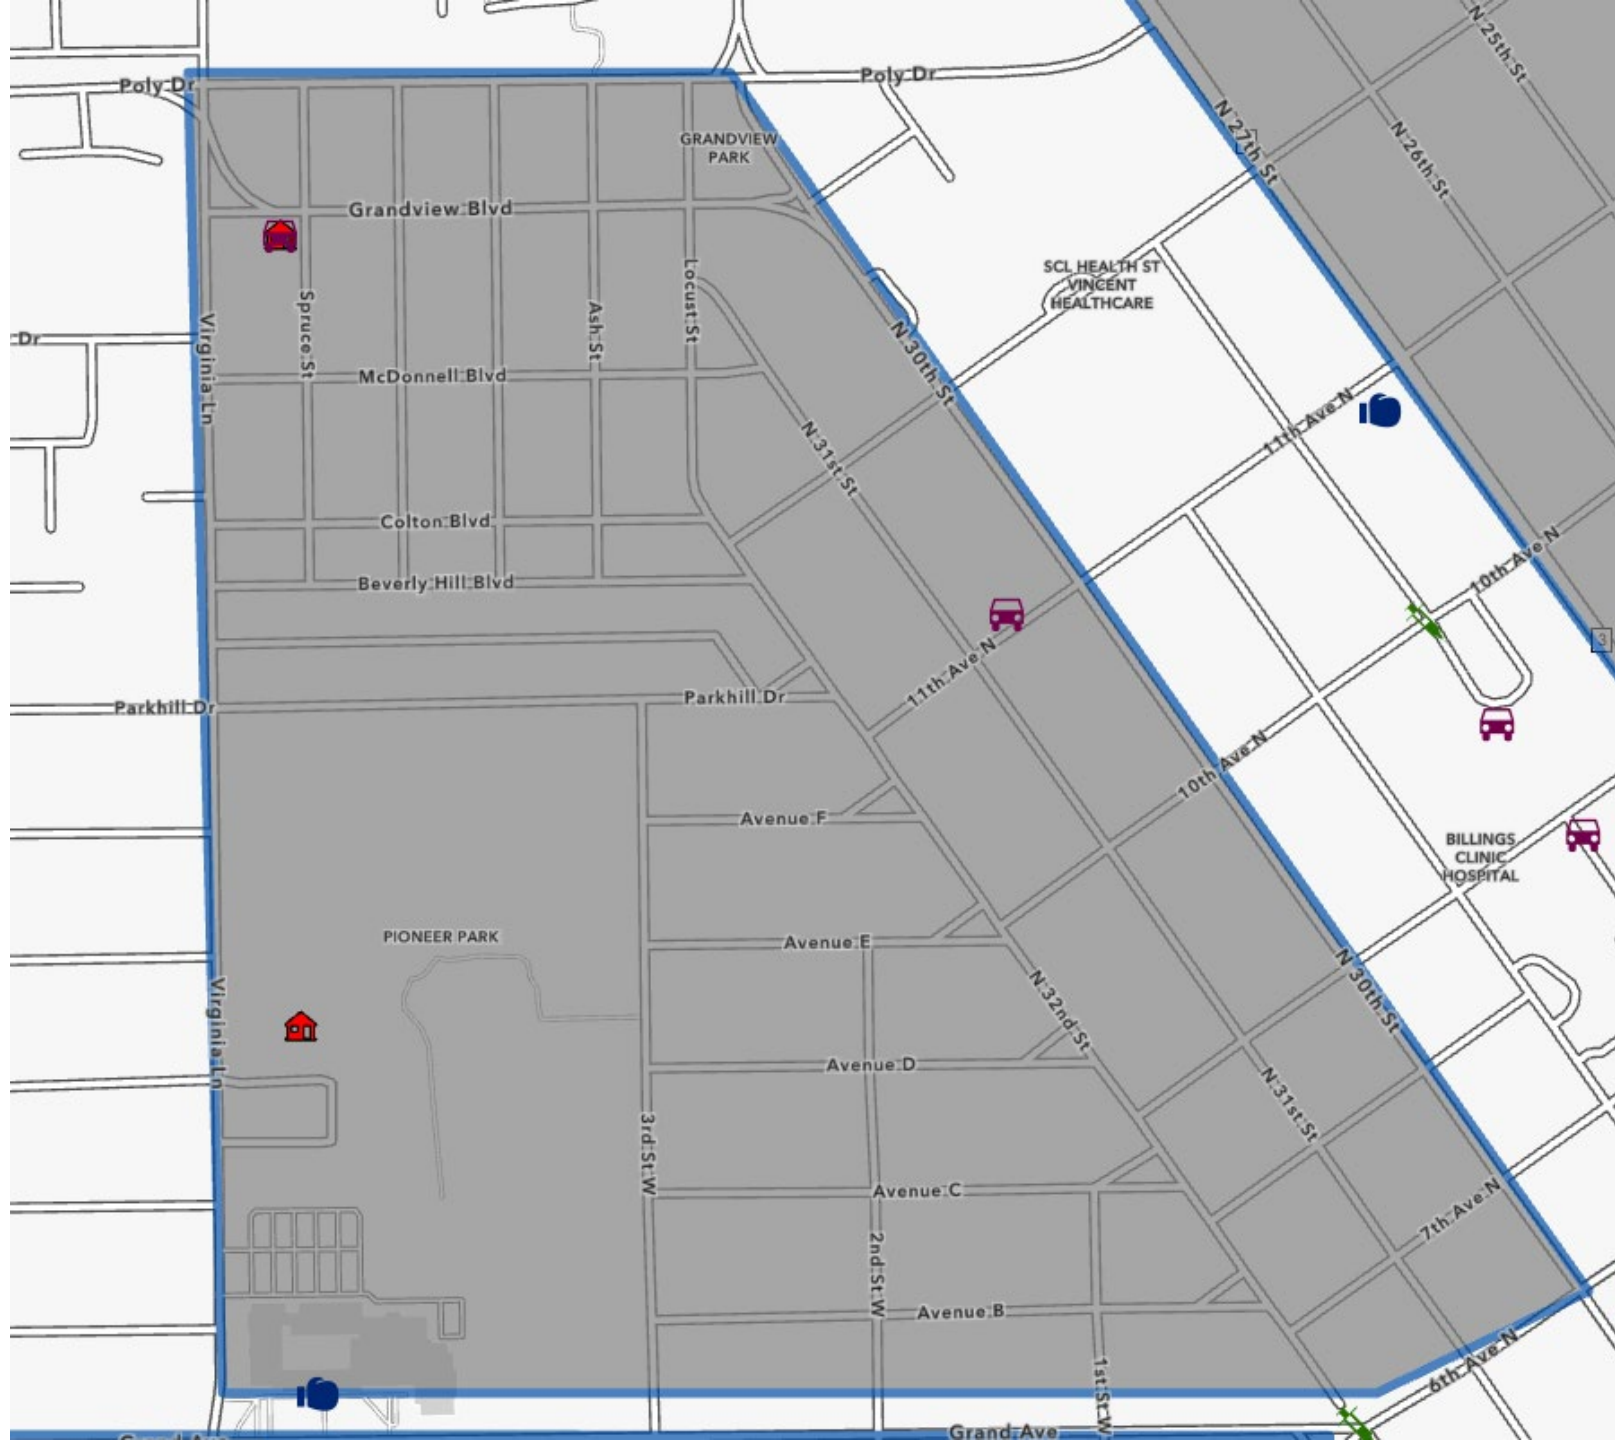 N 25th St
Poly Dr
Poly Dr
N 27th St
N 26th St
GRANDVIEW
PARK
Grandview Blvd
SCL HEALTH ST
VINCENT
HEALTHCARE
Locust St
Spruce St
Ash St
Virginia Ln
Dr
N 30th St
McDonnell Blvd
11th Ave N
N 31st St
Colton Blvd
10th Ave N
Beverly Hill Blvd
3
11th Ave N
Parkhill Dr
Parkhill Dr
10th Ave N
Avenue F
BILLINGS
CLINIC
HOSPITAL
PIONEER PARK
Avenue E
N 30th St
Virginia Ln
N 32nd St
Avenue D
N 31st St
3rd St W
Avenue C
7th Ave N
2nd St W
Avenue B
6th Ave N
1st St W
Grand Ave
Grand Ave